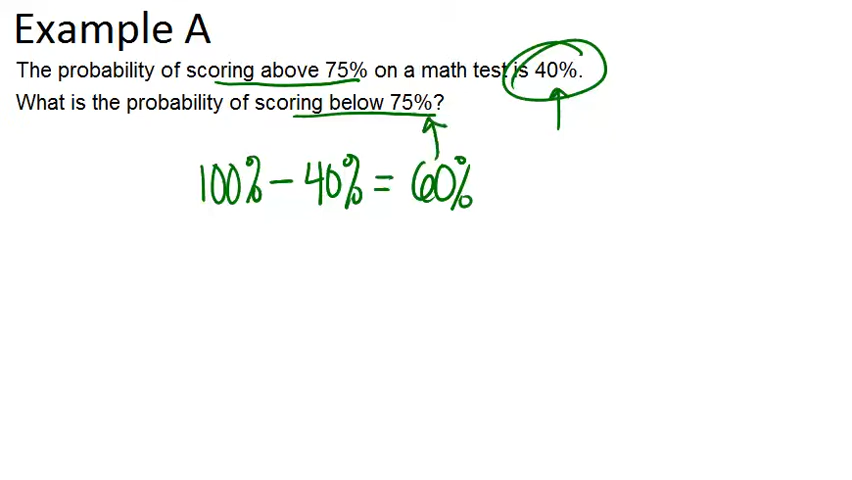 Example A
The probability of scoring above 75% on a math test is 40%.
What is the probability of scoring below 75%?
100% - 40% = 60%